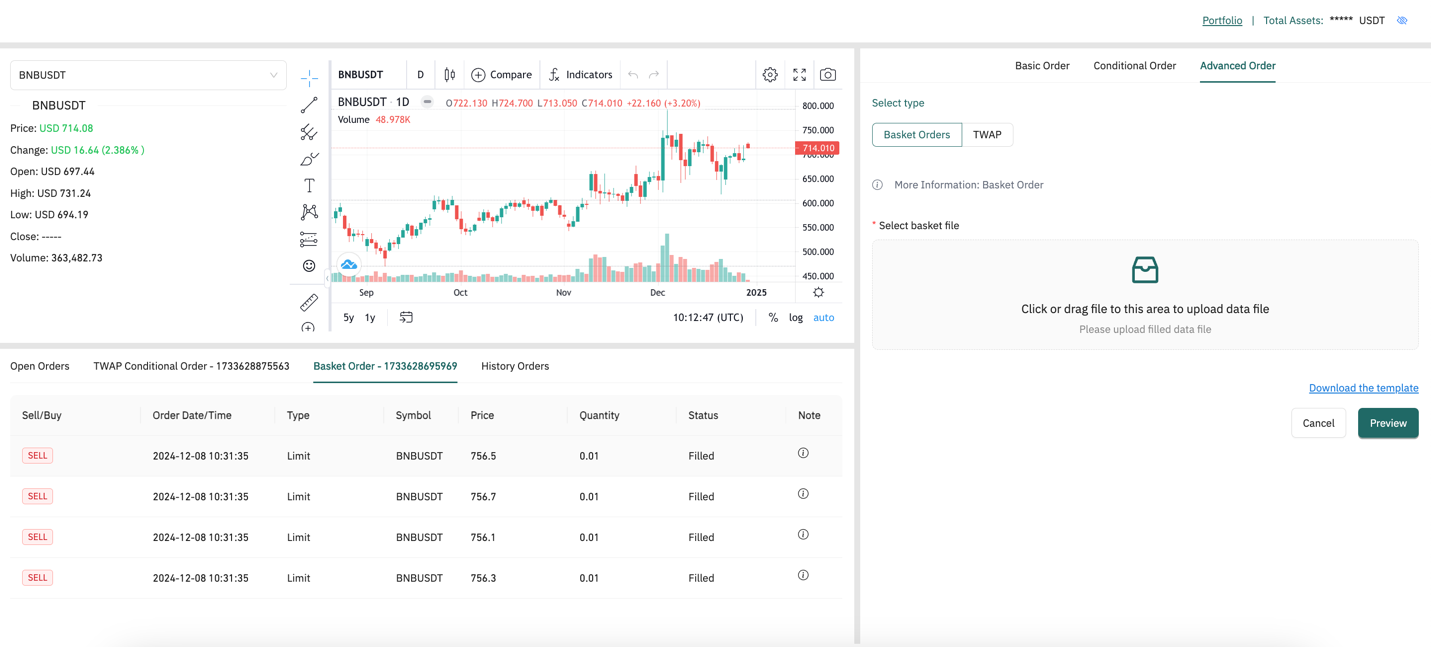 Portfolio | Total Assets: ***** USDT
BNBUSDT
BNBUSDT
Price: USD 714.08
Change: USD 16.64 (2.386% )
Open: USD 697.44
High: USD 731.24
Low: USD 694.19
Close: -----
Volume: 363,482.73
BNBUSDT D Compare Indicators
BNBUSDT · 1D O722.130 H724.700 L713.050 C714.010 +22.160 (+3.20%)
Volume 48.978K
800.000
750.000
714.010
700.000
650.000
600.000
550.000
500.000
450.000
Sep Oct Nov Dec 2025
5y 1y 10:12:47 (UTC) % log auto
Open Orders TWAP Conditional Order - 1733628875563 Basket Order - 1733628695969 History Orders
Sell/Buy Order Date/Time Type Symbol Price Quantity Status Note
SELL 2024-12-08 10:31:35 Limit BNBUSDT 756.5 0.01 Filled
SELL 2024-12-08 10:31:35 Limit BNBUSDT 756.7 0.01 Filled
SELL 2024-12-08 10:31:35 Limit BNBUSDT 756.1 0.01 Filled
SELL 2024-12-08 10:31:35 Limit BNBUSDT 756.3 0.01 Filled
Basic Order Conditional Order Advanced Order
Select type
Basket Orders TWAP
More Information: Basket Order
* Select basket file
Click or drag file to this area to upload data file
Please upload filled data file
Download the template
Cancel Preview